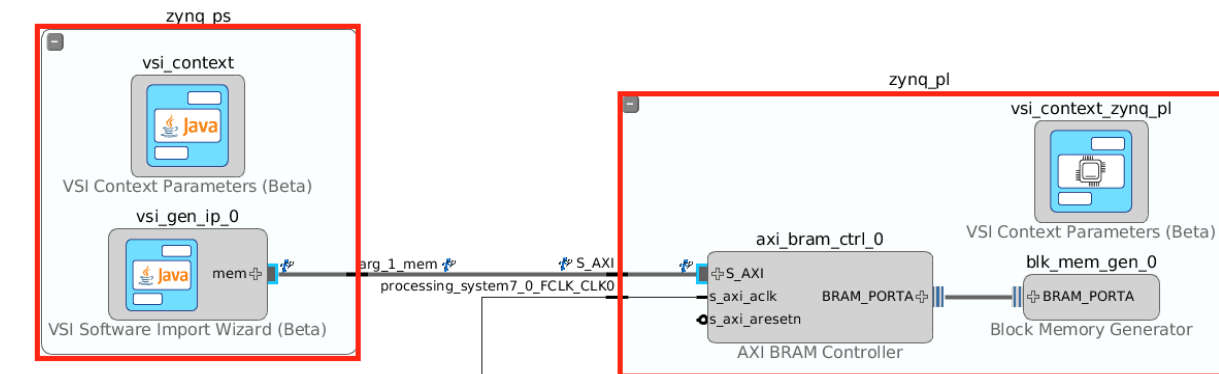 zynq_ps
vsi_context
Java
VSI Context Parameters (Beta)
vsi_gen_ip_0
Java
mem
VSI Software Import Wizard (Beta)
arg_1_mem
S_AXI
processing_system7_0_FCLK_CLK0
zynq_pl
vsi_context_zynq_pl
VSI Context Parameters (Beta)
axi_bram_ctrl_0
S_AXI
s_axi_aclk
BRAM_PORTA
s_axi_aresetn
AXI BRAM Controller
blk_mem_gen_0
BRAM_PORTA
Block Memory Generator